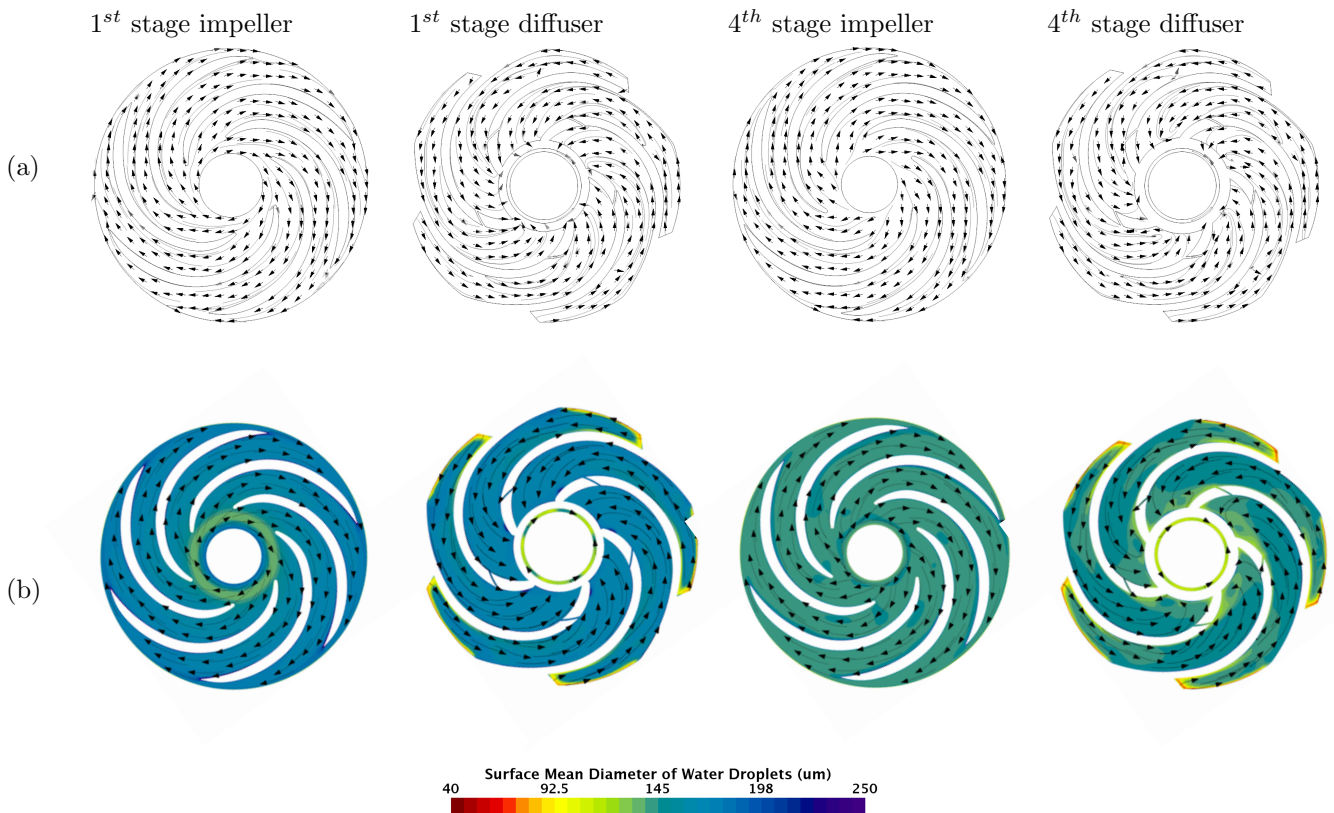 1st stage impeller 1st stage diffuser 4th stage impeller 4th stage diffuser
(a)
(b)
Surface Mean Diameter of Water Droplets (um)
40 92.5 145 198 250